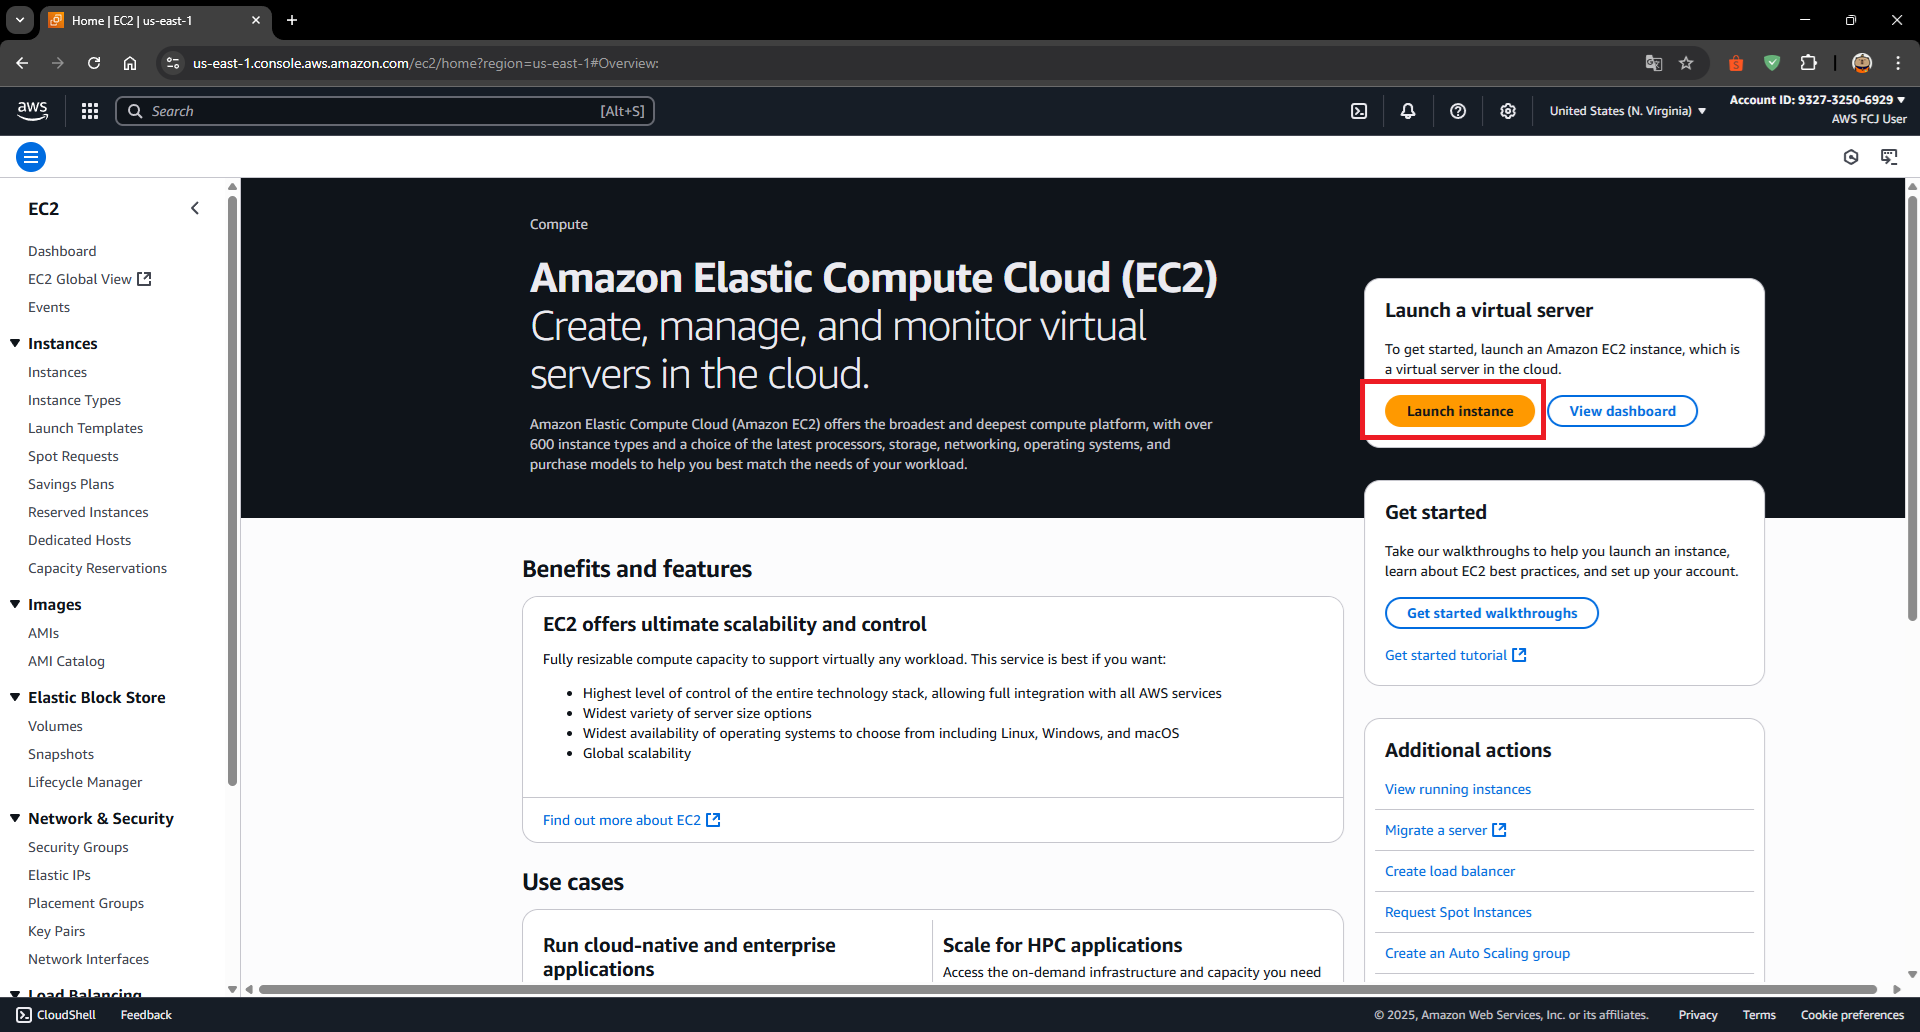 Home | EC2 | us-east-1
us-east-1.console.aws.amazon.com/ec2/home?region=us-east-1#Overview:
aws
Search
[Alt+S]
United States (N. Virginia)
Account ID: 9327-3250-6929
AWS FCJ User
EC2
Dashboard
EC2 Global View
Events
Instances
Instances
Instance Types
Launch Templates
Spot Requests
Savings Plans
Reserved Instances
Dedicated Hosts
Capacity Reservations
Images
AMIs
AMI Catalog
Elastic Block Store
Volumes
Snapshots
Lifecycle Manager
Network & Security
Security Groups
Elastic IPs
Placement Groups
Key Pairs
Network Interfaces
Load Balancing
Compute
Amazon Elastic Compute Cloud (EC2)
Create, manage, and monitor virtual
servers in the cloud.
Amazon Elastic Compute Cloud (Amazon EC2) offers the broadest and deepest compute platform, with over
600 instance types and a choice of the latest processors, storage, networking, operating systems, and
purchase models to help you best match the needs of your workload.
Launch a virtual server
To get started, launch an Amazon EC2 instance, which is
a virtual server in the cloud.
Launch instance
View dashboard
Get started
Take our walkthroughs to help you launch an instance,
learn about EC2 best practices, and set up your account.
Get started walkthroughs
Get started tutorial
Benefits and features
EC2 offers ultimate scalability and control
Fully resizable compute capacity to support virtually any workload. This service is best if you want:
• Highest level of control of the entire technology stack, allowing full integration with all AWS services
• Widest variety of server size options
• Widest availability of operating systems to choose from including Linux, Windows, and macOS
• Global scalability
Find out more about EC2
Additional actions
View running instances
Migrate a server
Create load balancer
Request Spot Instances
Create an Auto Scaling group
Use cases
Run cloud-native and enterprise
applications
Scale for HPC applications
Access the on-demand infrastructure and capacity you need
CloudShell
Feedback
© 2025, Amazon Web Services, Inc. or its affiliates.
Privacy
Terms
Cookie preferences